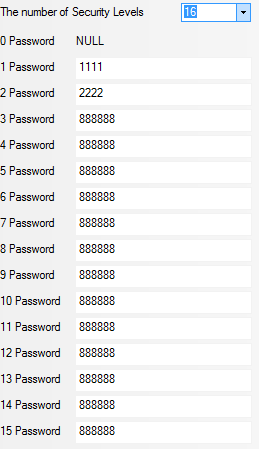 The number of Security Levels 16
0 Password NULL
1 Password 1111
2 Password 2222
3 Password 888888
4 Password 888888
5 Password 888888
6 Password 888888
7 Password 888888
8 Password 888888
9 Password 888888
10 Password 888888
11 Password 888888
12 Password 888888
13 Password 888888
14 Password 888888
15 Password 888888